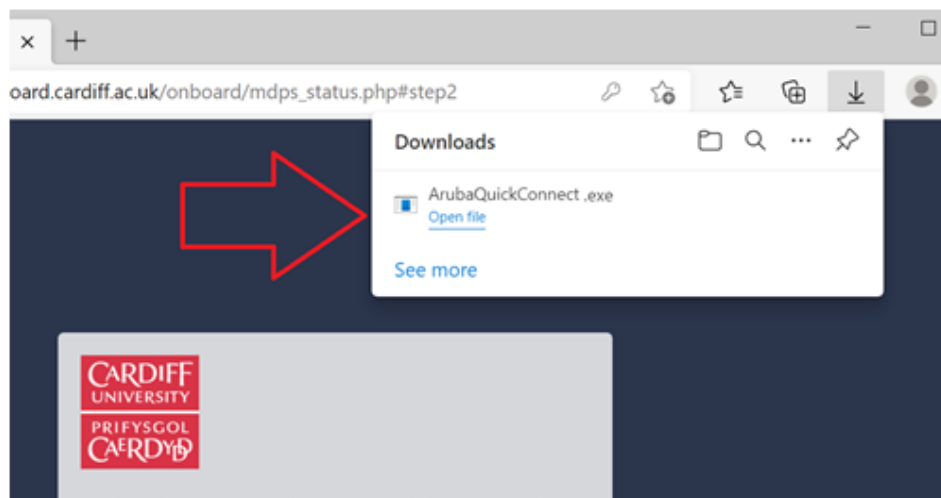 oard.cardiff.ac.uk/onboard/mdps_status.php#step2
Downloads
ArubaQuickConnect .exe
Open file
See more
CARDIFF
UNIVERSITY
PRIFYSGOL
CAERDYDD